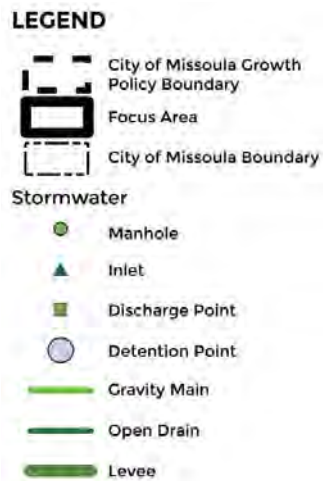 LEGEND
City of Missoula Growth
Policy Boundary
Focus Area
City of Missoula Boundary
Stormwater
Manhole
Inlet
Discharge Point
Detention Point
Gravity Main
Open Drain
Levee